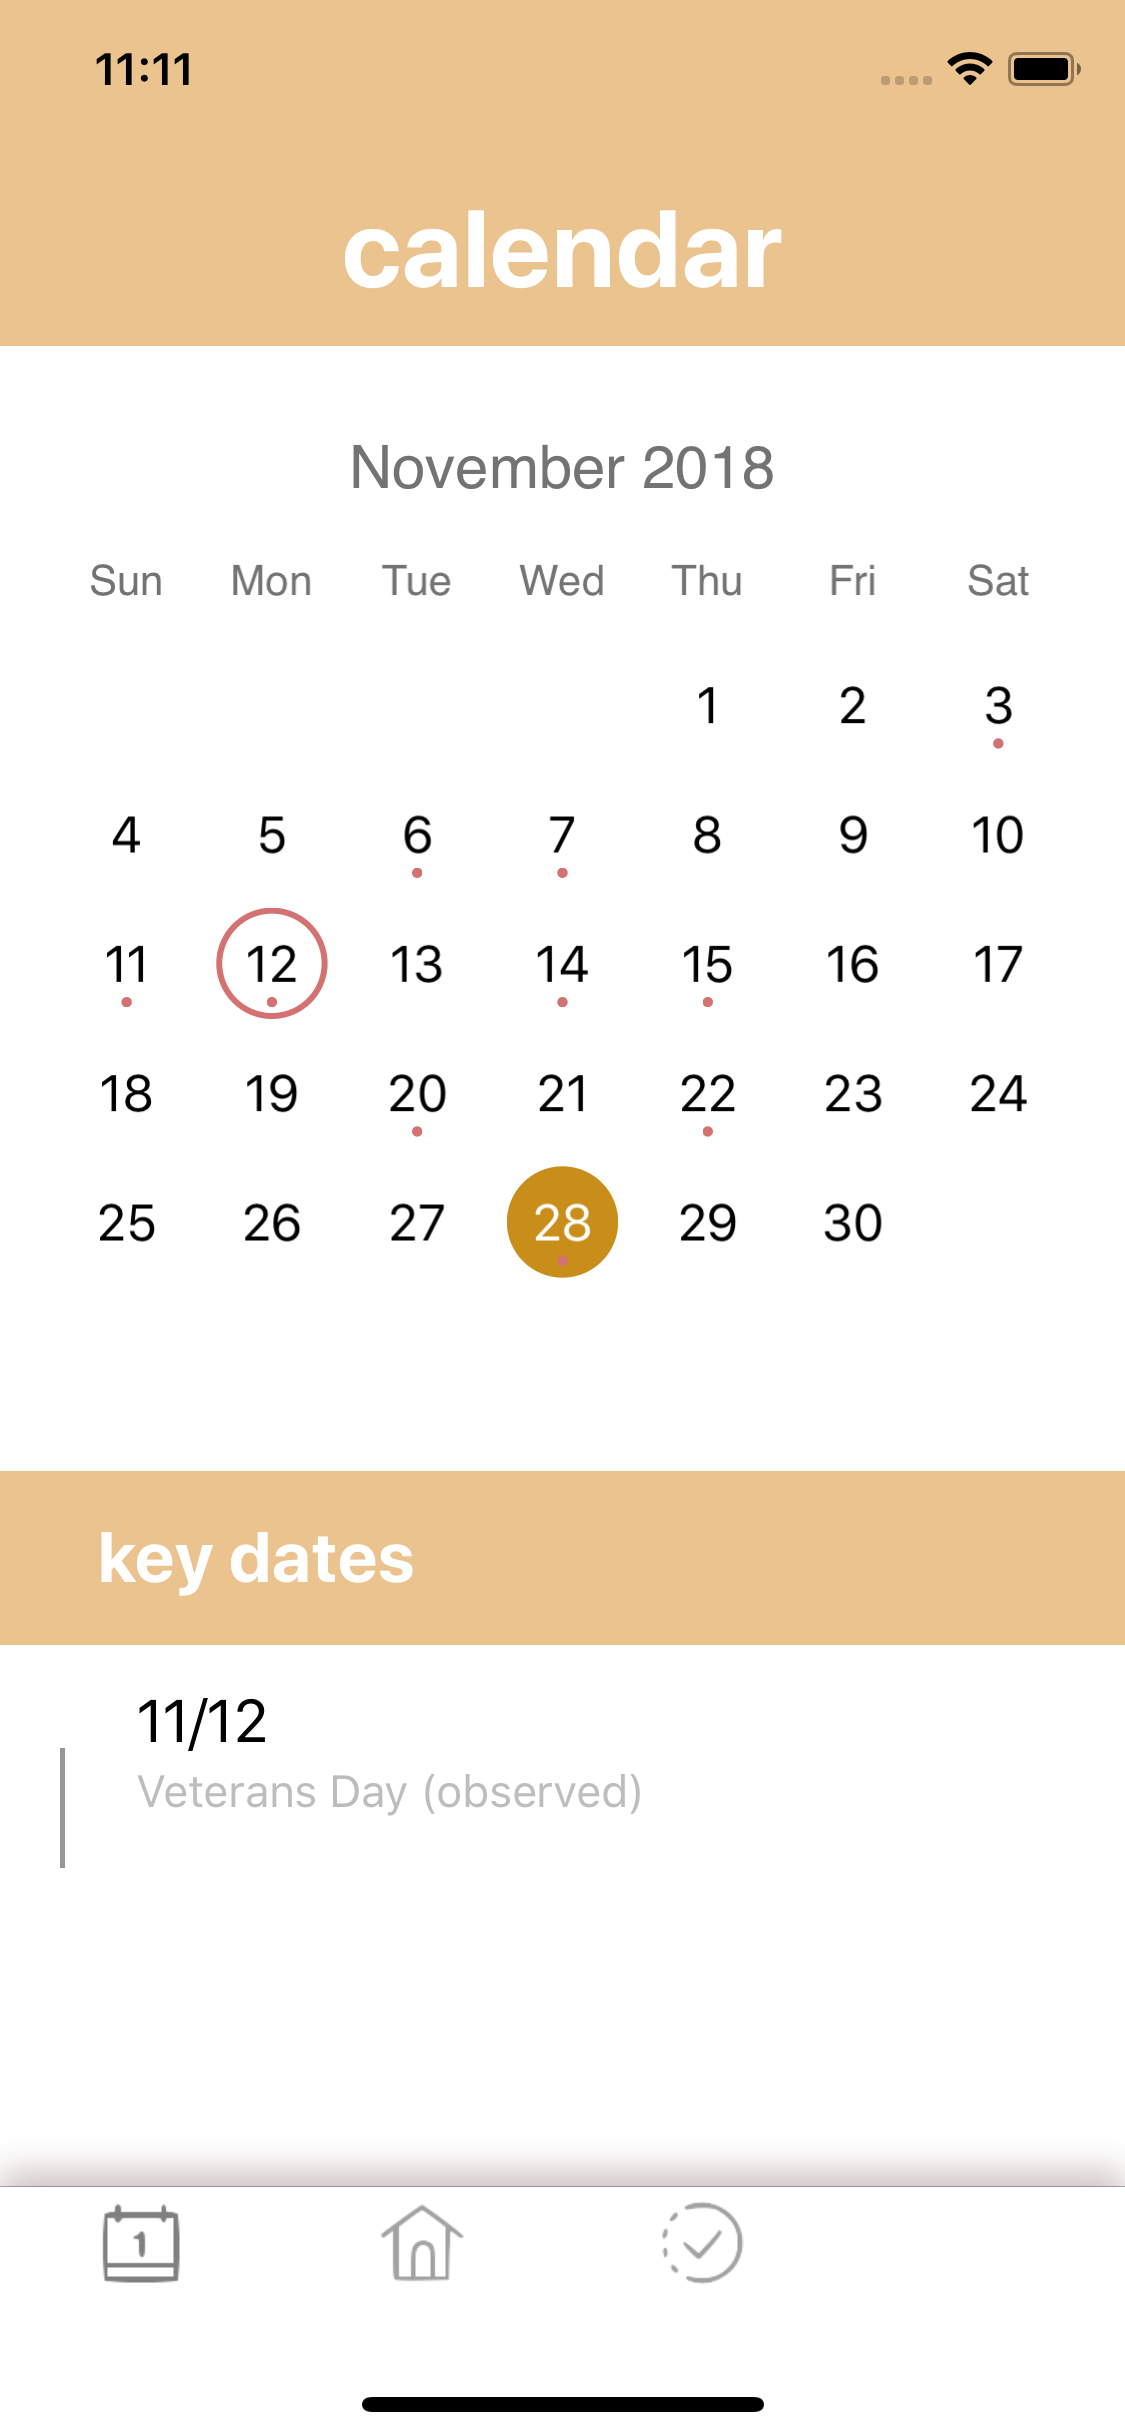 11:11
calendar
November 2018
Sun Mon Tue Wed Thu Fri Sat
1 2 3
4 5 6 7 8 9 10
11 12 13 14 15 16 17
18 19 20 21 22 23 24
25 26 27 28 29 30
key dates
11/12
Veterans Day (observed)
1